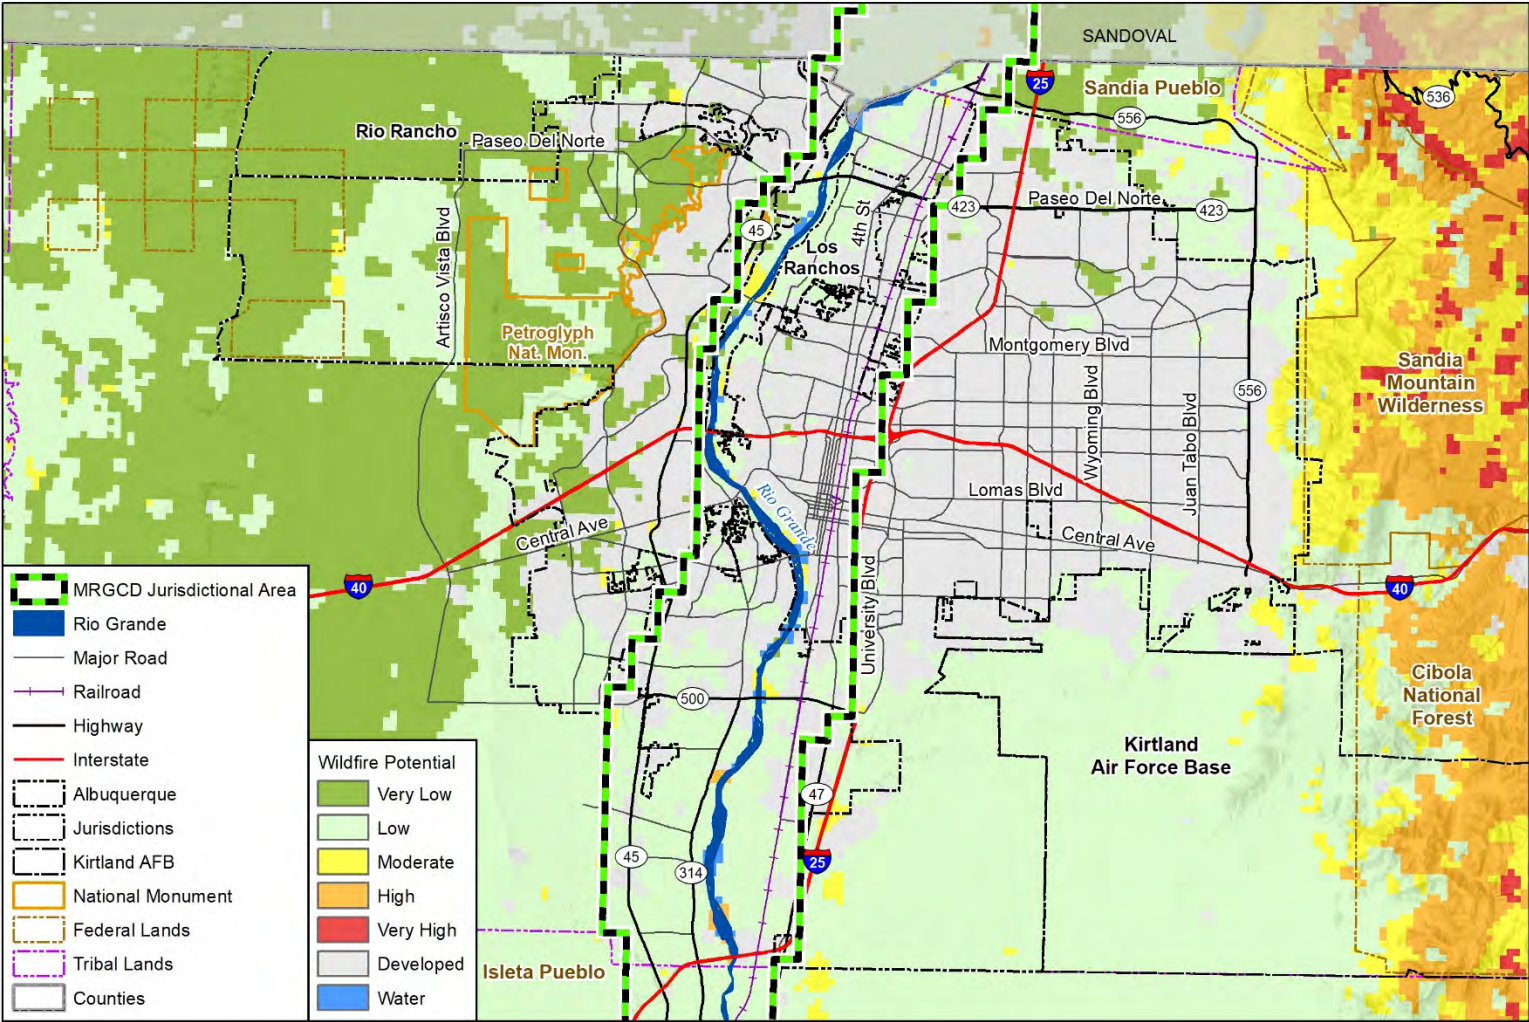 SANDOVAL
25
Sandia Pueblo
536
556
Rio Rancho
Paseo Del Norte
Paseo Del Norte
423
423
45
4th St
Los
Ranchos
Artisco Vista Blvd
Petroglyph
Nat. Mon.
Montgomery Blvd
Sandia
Mountain
Wilderness
556
Wyoming Blvd
Juan Tabo Blvd
Lomas Blvd
Rio Grande
Central Ave
Central Ave
40
40
University Blvd
500
Cibola
National
Forest
Kirtland
Air Force Base
47
45
314
25
Isleta Pueblo
MRGCD Jurisdictional Area
Rio Grande
Major Road
Railroad
Highway
Interstate
Albuquerque
Jurisdictions
Kirtland AFB
National Monument
Federal Lands
Tribal Lands
Counties
Wildfire Potential
Very Low
Low
Moderate
High
Very High
Developed
Water